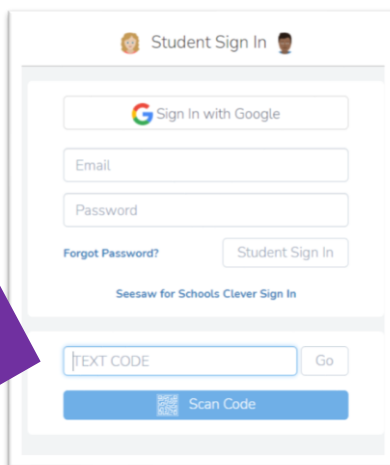 Student Sign In
Sign In with Google
Email
Password
Forgot Password?
Student Sign In
Seesaw for Schools Clever Sign In
TEXT CODE
Go
Scan Code